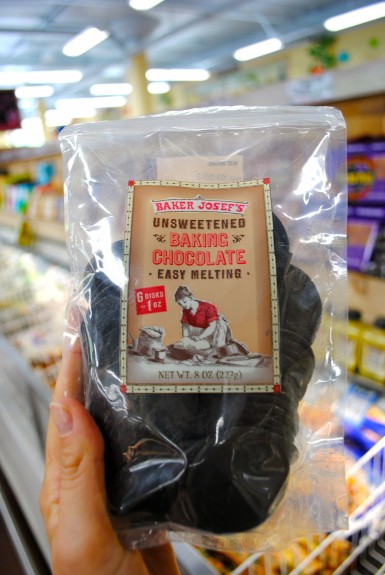 BAKER JOSEF'S
UNSWEETENED
BAKING
CHOCOLATE
· EASY MELTING ·
6 DISKS
= 1 OZ
NET WT. 8 OZ. (227g)